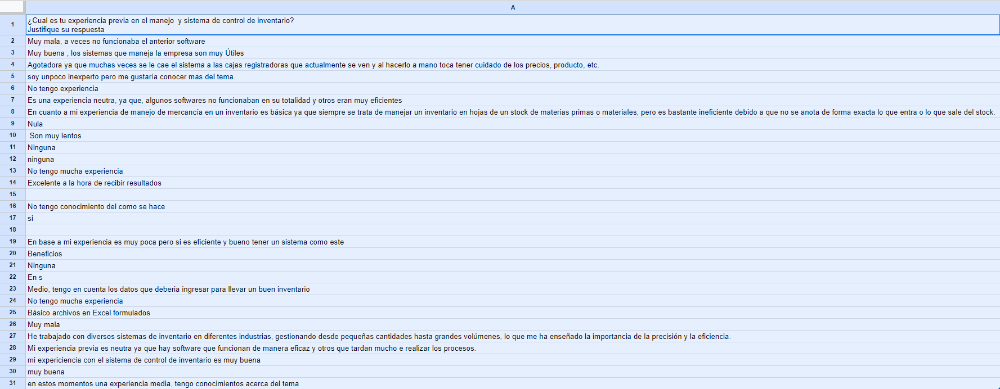 A
1 ¿Cual es tu experiencia previa en el manejo  y sistema de control de inventario?
Justifique su respuesta
2 Muy mala, a veces no funcionaba el anterior software
3 Muy buena , los sistemas que maneja la empresa son muy Útiles
4 Agotadora ya que muchas veces se le cae el sistema a las cajas registradoras que actualmente se ven y al hacerlo a mano toca tener cuidado de los precios, producto, etc.
5 soy unpoco inexperto pero me gustaría conocer mas del tema.
6 No tengo experiencia
7 Es una experiencia neutra, ya que, algunos softwares no funcionaban en su totalidad y otros eran muy eficientes
8 En cuanto a mi experiencia de manejo de mercancía en un inventario es básica ya que siempre se trata de manejar un inventario en hojas de un stock de materias primas o materiales, pero es bastante ineficiente debido a que no se anota de forma exacta lo que entra o lo que sale del stock.
9 Nula
10 Son muy lentos
11 Ninguna
12 ninguna
13 No tengo mucha experiencia
14 Excelente a la hora de recibir resultados
15
16 No tengo conocimiento del como se hace
17 si
18
19 En base a mi experiencia es muy poca pero si es eficiente y bueno tener un sistema como este
20 Beneficios
21 Ninguna
22 En s
23 Medio, tengo en cuenta los datos que deberia ingresar para llevar un buen inventario
24 No tengo mucha experiencia
25 Básico archivos en Excel formulados
26 Muy mala
27 He trabajado con diversos sistemas de inventario en diferentes industrias, gestionando desde pequeñas cantidades hasta grandes volúmenes, lo que me ha enseñado la importancia de la precisión y la eficiencia.
28 Mi experiencia previa es neutra ya que hay software que funcionan de manera eficaz y otros que tardan mucho e realizar los procesos.
29 mi expericiencia con el sistema de control de inventario es muy buena
30 muy buena
31 en estos momentos una experiencia media, tengo conocimientos acerca del tema